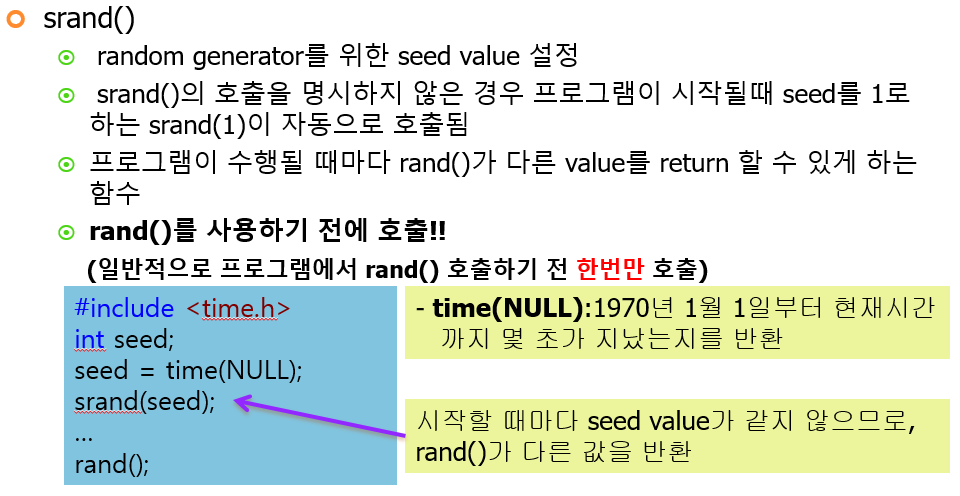 srand()
random generator를 위한 seed value 설정
srand()의 호출을 명시하지 않은 경우 프로그램이 시작될때 seed를 1로
하는 srand(1)이 자동으로 호출됨
프로그램이 수행될 때마다 rand()가 다른 value를 return 할 수 있게 하는
함수
rand()를 사용하기 전에 호출!!
(일반적으로 프로그램에서 rand() 호출하기 전 한번만 호출)
#include <time.h>
int seed;
seed = time(NULL);
srand(seed);
...
rand();
- time(NULL):1970년 1월 1일부터 현재시간
까지 몇 초가 지났는지를 반환
시작할 때마다 seed value가 같지 않으므로,
rand()가 다른 값을 반환